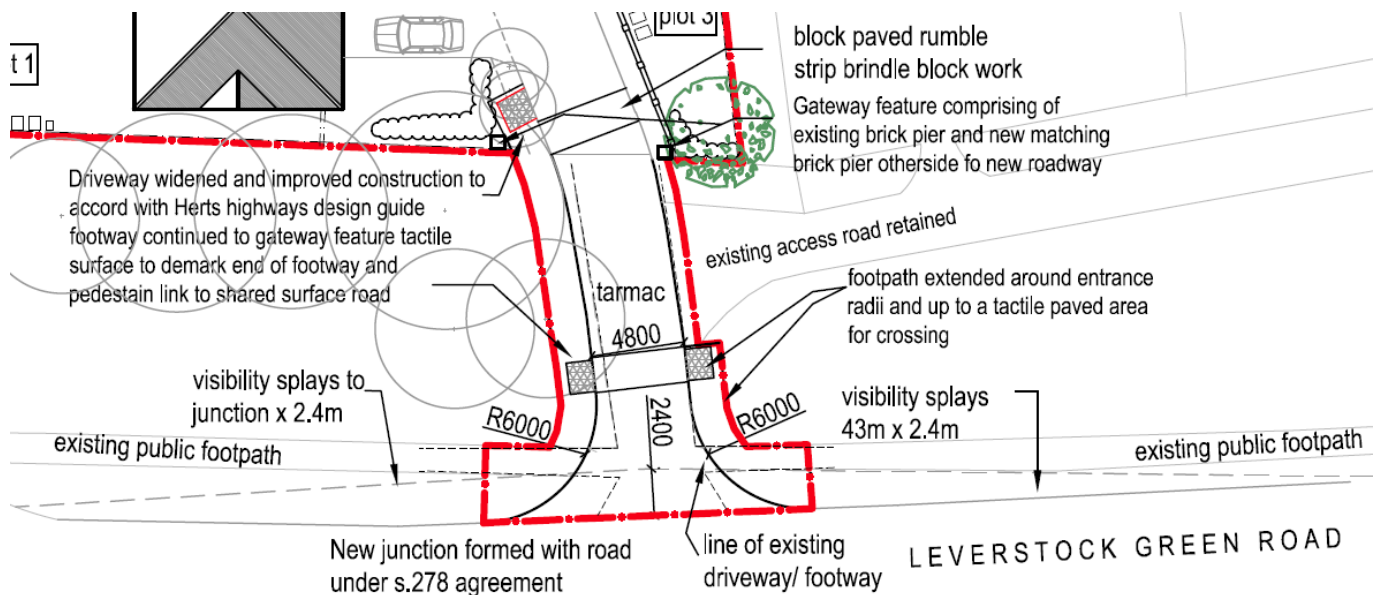 t 1
plot 3
block paved rumble
strip brindle block work
Gateway feature comprising of
existing brick pier and new matching
brick pier otherside fo new roadway
Driveway widened and improved construction to
accord with Herts highways design guide
footway continued to gateway feature tactile
surface to demark end of footway and
pedestain link to shared surface road
existing access road retained
footpath extended around entrance
radii and up to a tactile paved area
for crossing
tarmac
4800
visibility splays to
junction x 2.4m
R6000
2400
R6000
visibility splays
43m x 2.4m
existing public footpath
existing public footpath
New junction formed with road
under s.278 agreement
line of existing
driveway/ footway
LEVERSTOCK GREEN ROAD